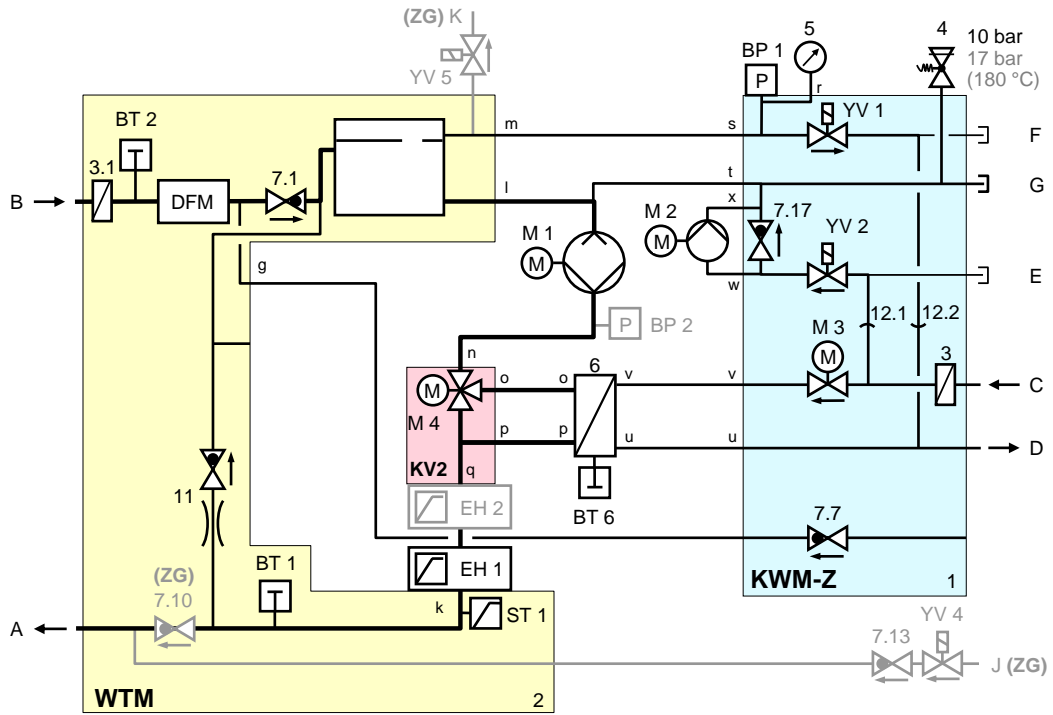 (ZG) K
YV 5
BP 1
5
4
10 bar
17 bar
(180 °C)
P
r
BT 2
m
s
YV 1
F
3.1
B
DFM
7.1
l
t
G
x
M 2
7.17
M 1
M
M
YV 2
w
E
g
P
BP 2
12.1
12.2
M 3
M
n
6
3
M
o
o
v
v
C
M 4
p
p
u
u
D
KV2
q
11
EH 2
BT 6
7.7
EH 1
KWM-Z
1
(ZG)
7.10
BT 1
k
ST 1
YV 4
A
7.13
J (ZG)
WTM
2